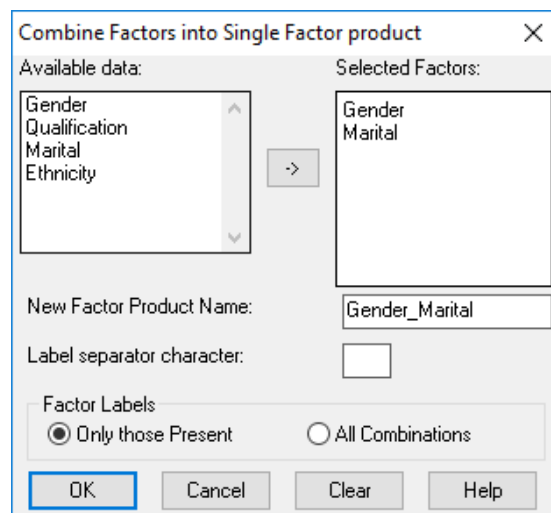 Combine Factors into Single Factor product
Available data:
Selected Factors:
Gender
Qualification
Marital
Ethnicity
->
Gender
Marital
New Factor Product Name:
Gender_Marital
Label separator character:
Factor Labels
Only those Present
All Combinations
OK
Cancel
Clear
Help